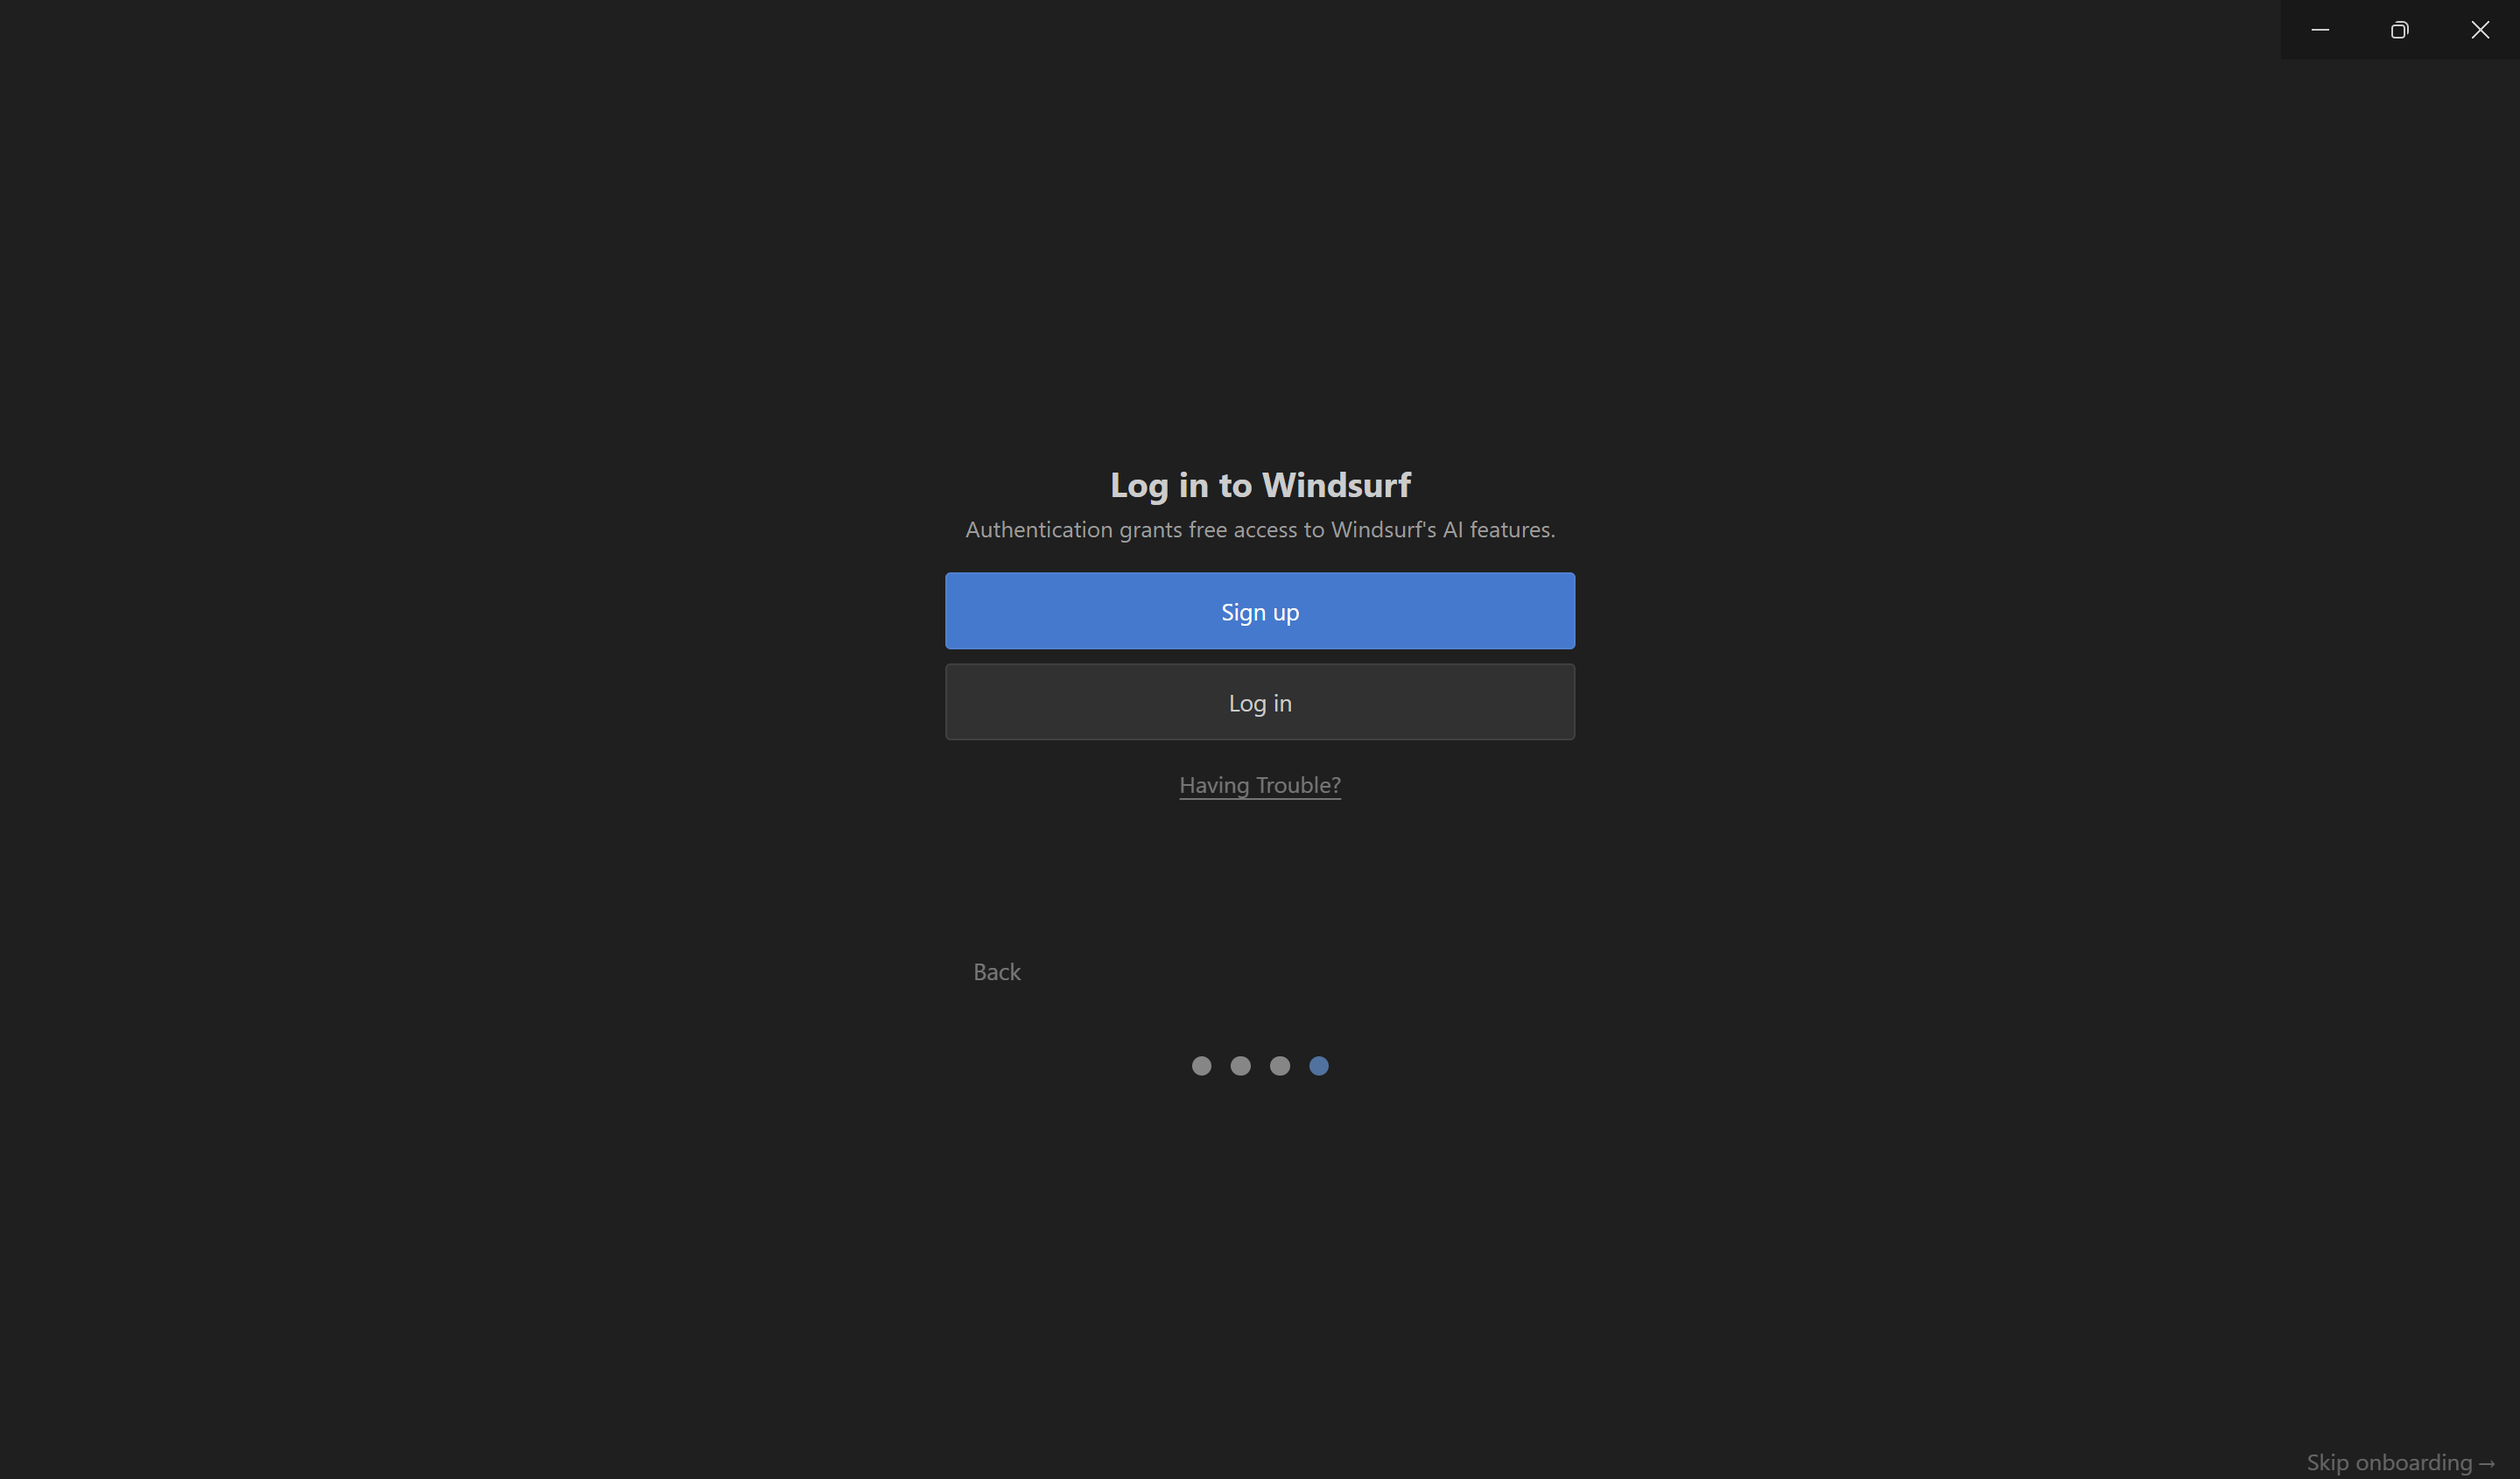 Log in to Windsurf
Authentication grants free access to Windsurf's AI features.
Sign up
Log in
Having Trouble?
Back
Skip onboarding →